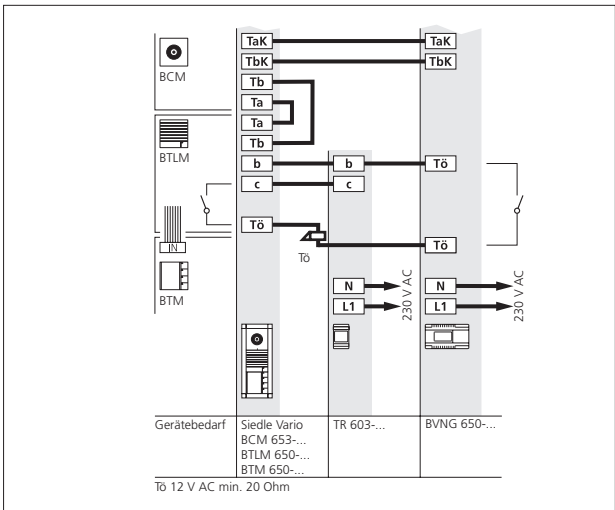 TaK TaK
BCM TbK TbK
Tb
Ta
Ta
BTLM Tb
b b Tö
c c
Tö
IN Tö Tö
BTM N 230 V AC N 230 V AC
L1 L1
Gerätebedarf Siedle Vario TR 603-... BVNG 650-...
BCM 653-...
BTLM 650-...
BTM 650-...
Tö 12 V AC min. 20 Ohm